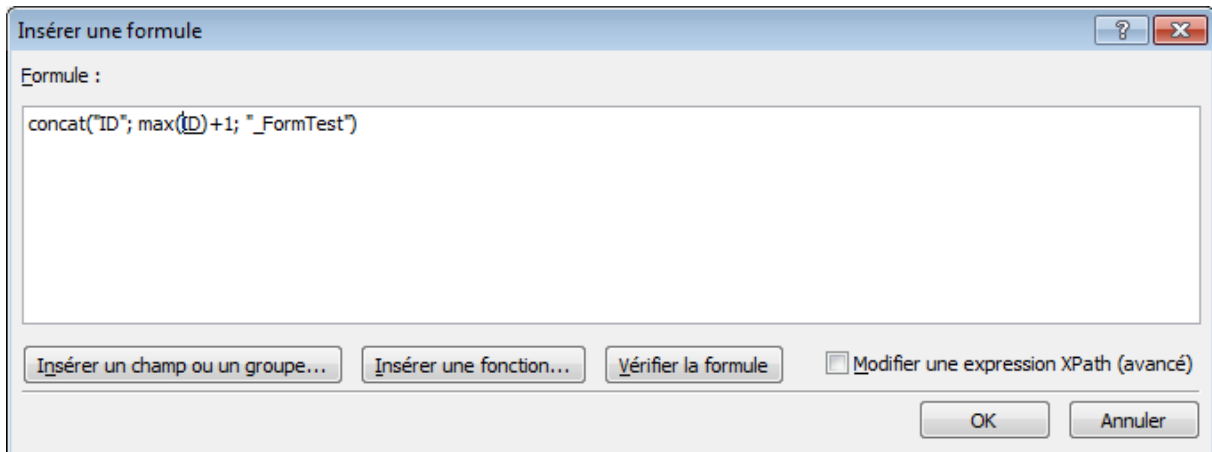 Insérer une formule
Formule :
concat("ID"; max(ID)+1; "_FormTest")
Insérer un champ ou un groupe... Insérer une fonction... Vérifier la formule Modifier une expression XPath (avancé)
OK Annuler